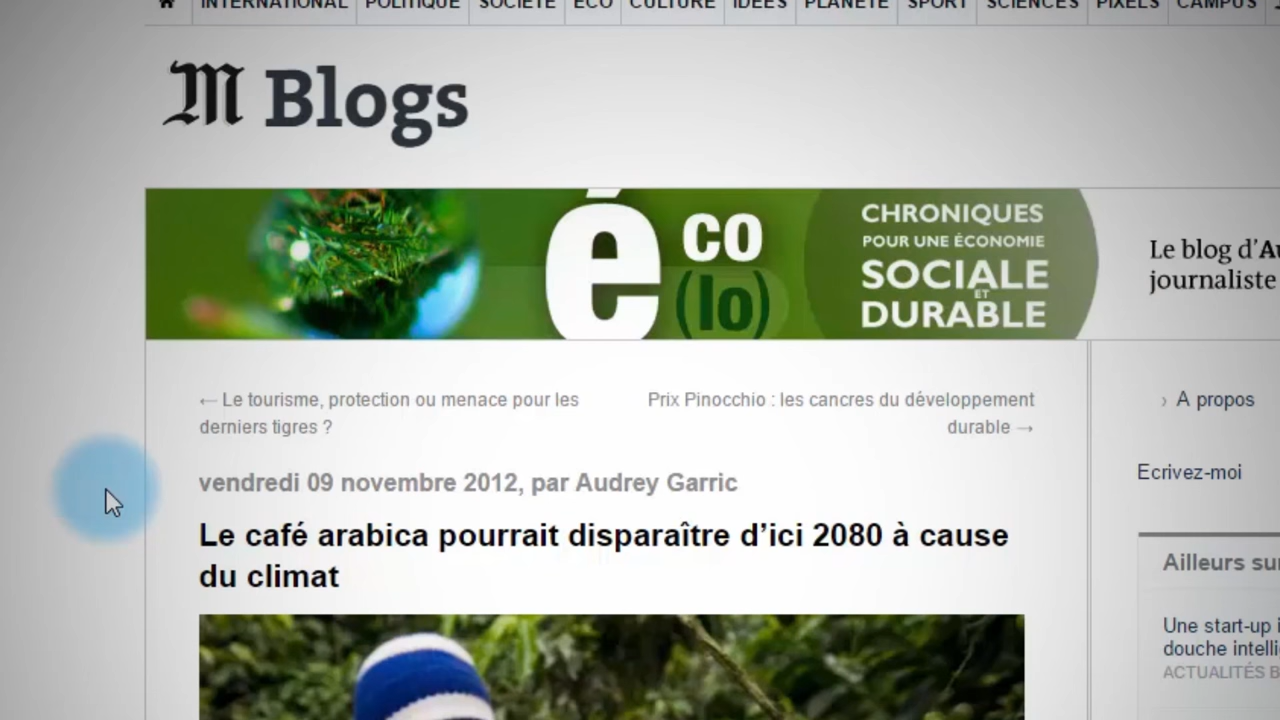 INTERNATIONAL POLITIQUE SOCIÉTÉ ÉCO CULTURE IDÉES PLANÈTE SPORT SCIENCES PIXELS CAMPUS
M Blogs
éco
(lo)
CHRONIQUES
POUR UNE ÉCONOMIE
SOCIALE
ET
DURABLE
Le blog d'
journaliste
← Le tourisme, protection ou menace pour les
derniers tigres ?
Prix Pinocchio : les cancres du développement
durable →
› A propos
Ecrivez-moi
vendredi 09 novembre 2012, par Audrey Garric
Le café arabica pourrait disparaître d'ici 2080 à cause
du climat
Ailleurs
Une start-up
douche
ACTUALITÉS